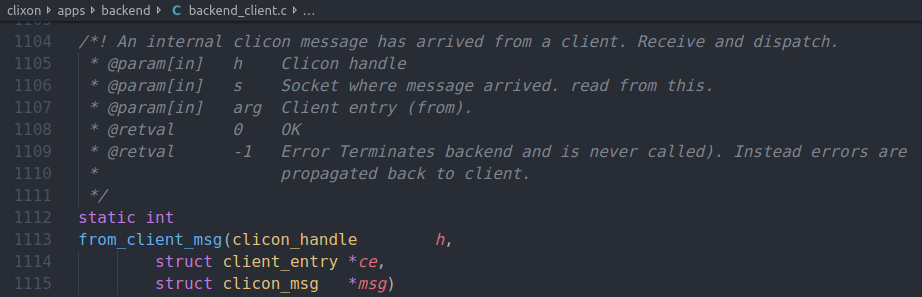 clixon > apps > backend > C backend_client.c > ...
1103
1104 /*! An internal clicon message has arrived from a client. Receive and dispatch.
1105  * @param[in]   h    Clicon handle
1106  * @param[in]   s    Socket where message arrived. read from this.
1107  * @param[in]   arg  Client entry (from).
1108  * @retval      0    OK
1109  * @retval      -1   Error Terminates backend and is never called). Instead errors are
1110  *                   propagated back to client.
1111  */
1112 static int
1113 from_client_msg(clicon_handle        h,
1114         struct client_entry *ce,
1115         struct clicon_msg   *msg)